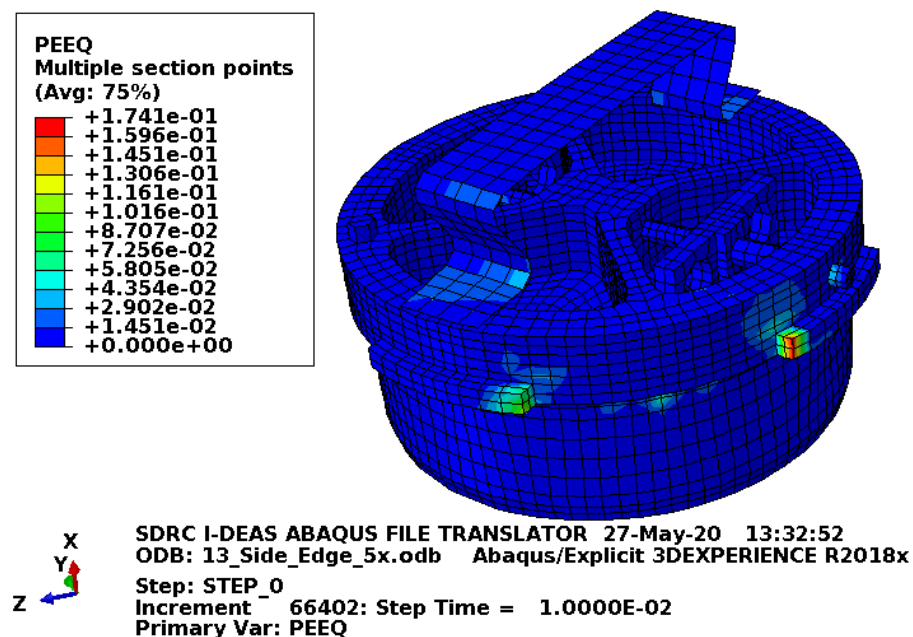 PEEQ
Multiple section points
(Avg: 75%)
+1.741e-01
+1.596e-01
+1.451e-01
+1.306e-01
+1.161e-01
+1.016e-01
+8.707e-02
+7.256e-02
+5.805e-02
+4.354e-02
+2.902e-02
+1.451e-02
+0.000e+00
X
Y
Z
SDRC I-DEAS ABAQUS FILE TRANSLATOR 27-May-20 13:32:52
ODB: 13_Side_Edge_5x.odb Abaqus/Explicit 3DEXPERIENCE R2018x
Step: STEP_0
Increment 66402: Step Time = 1.0000E-02
Primary Var: PEEQ